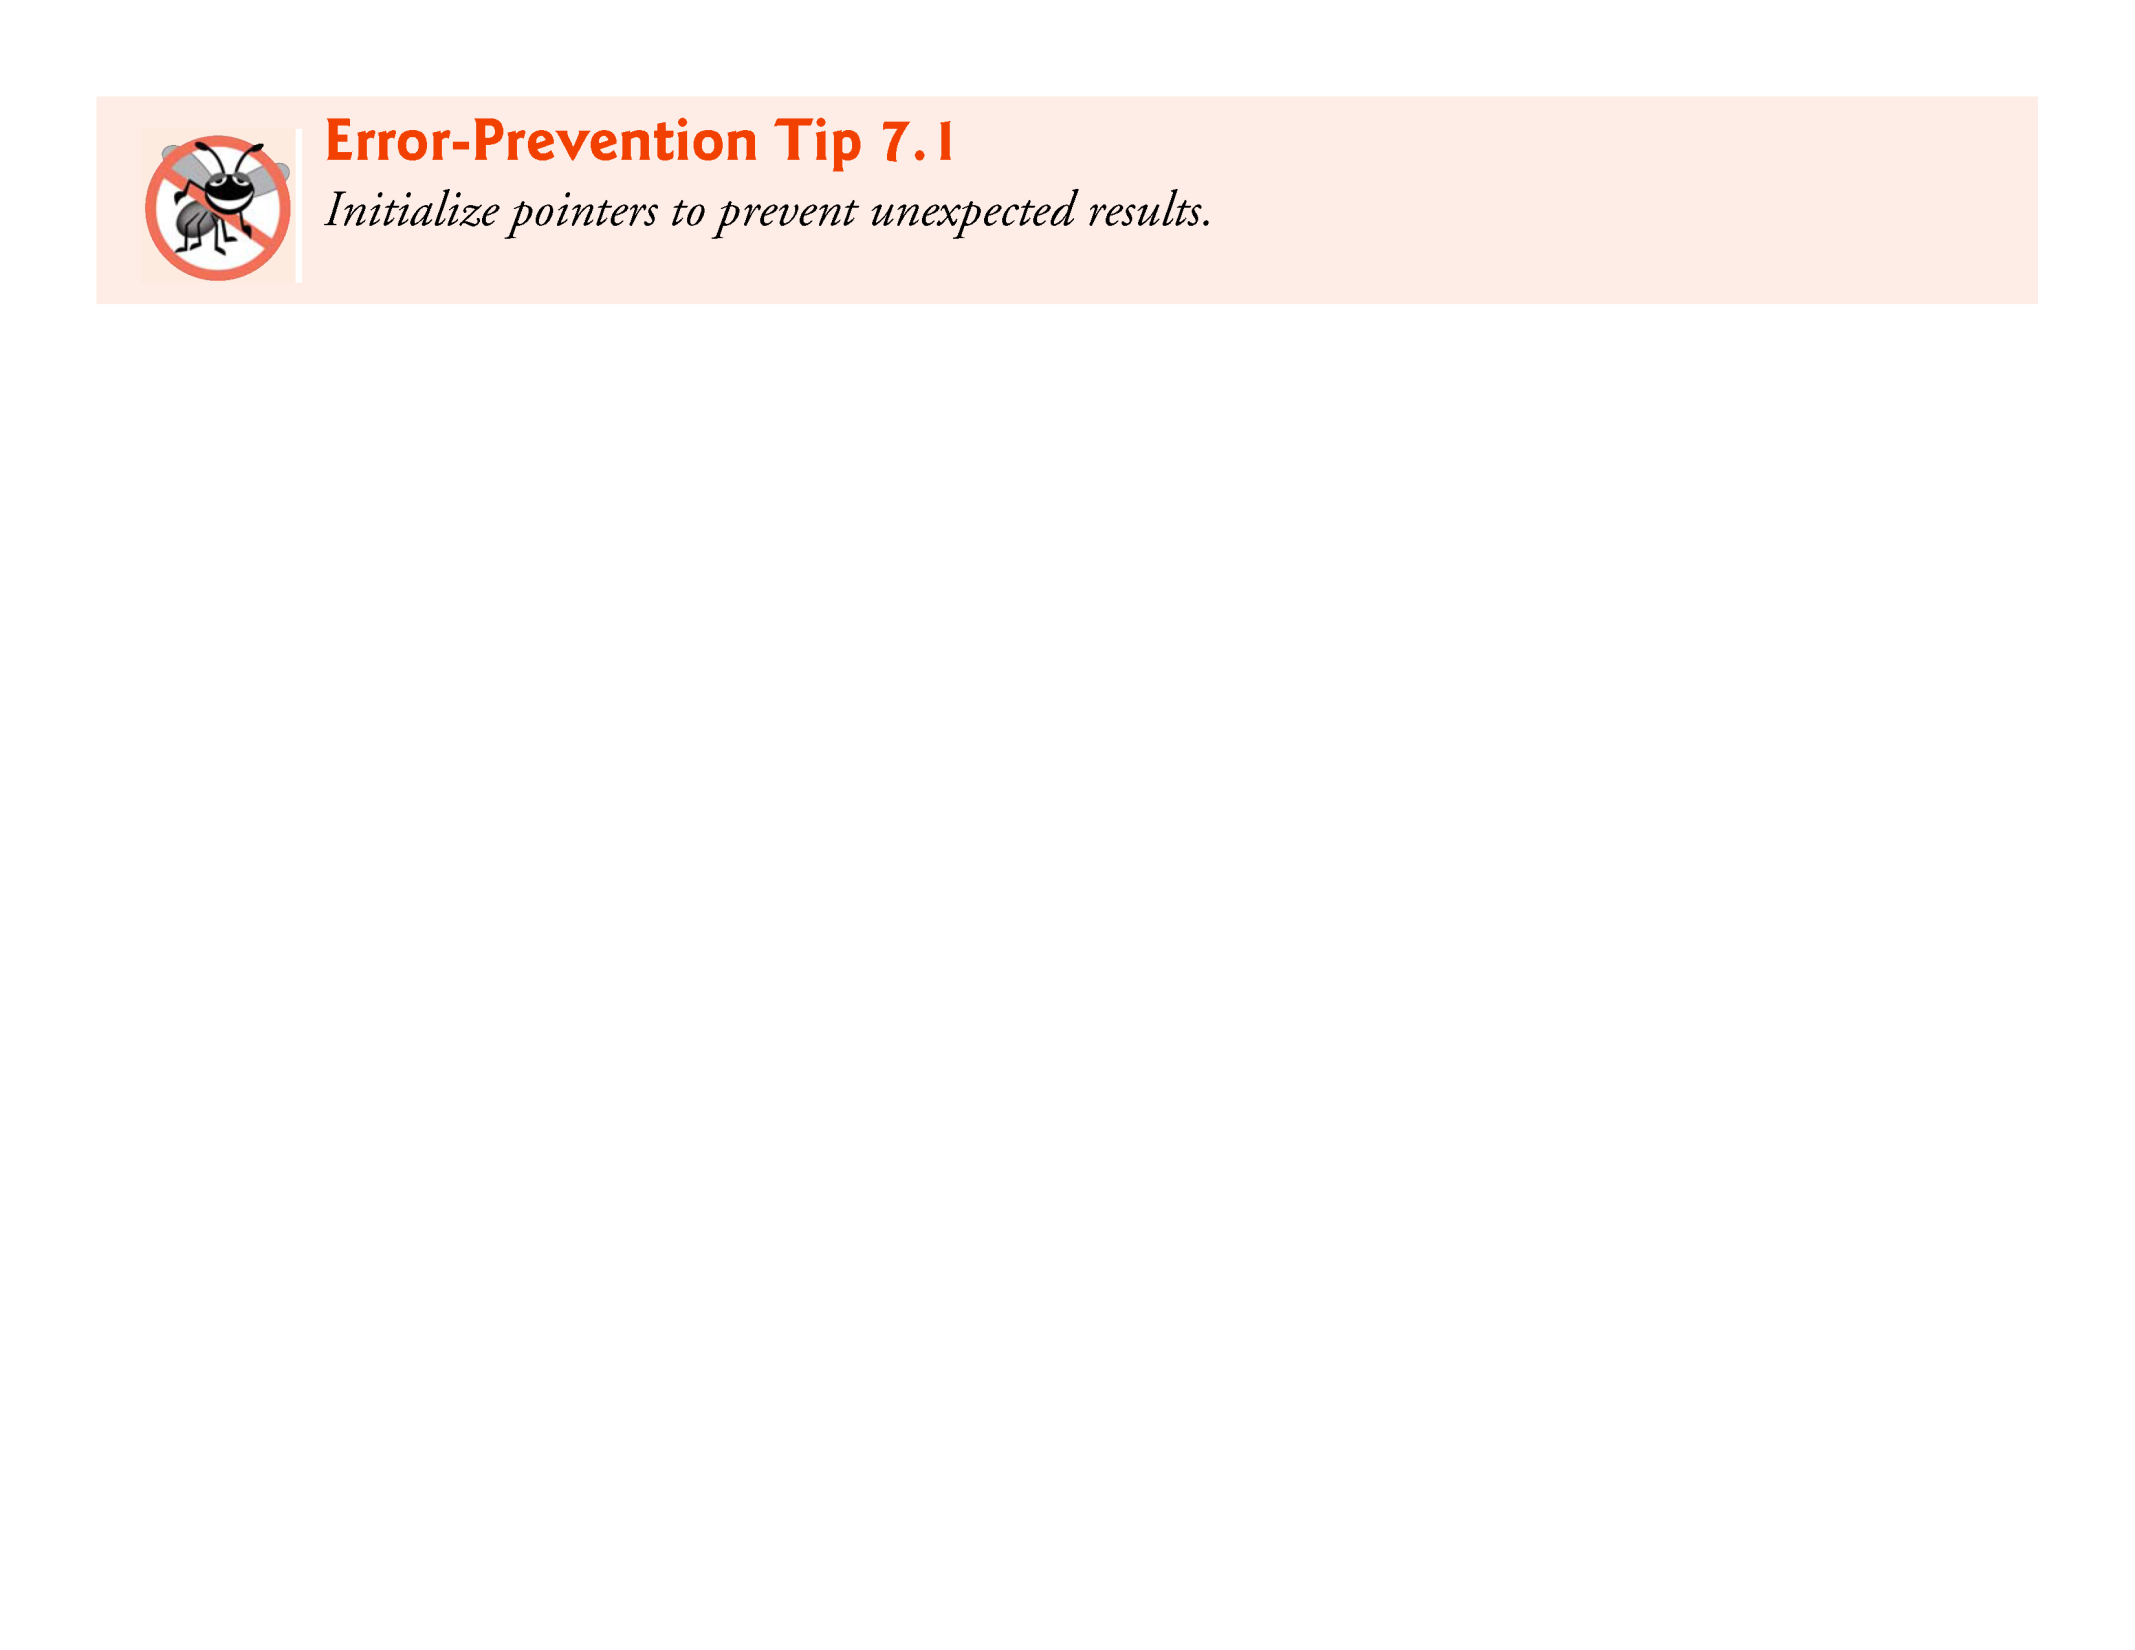 Error-Prevention Tip 7.1
Initialize pointers to prevent unexpected results.